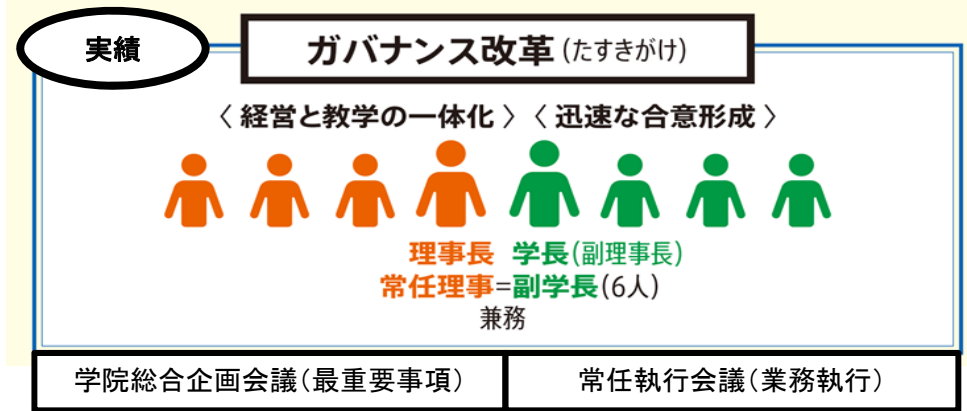 実績
ガバナンス改革(たすきがけ)
〈経営と教学の一体化〉〈迅速な合意形成〉
理事長 学長(副理事長)
常任理事=副学長(6人)
兼務
学院総合企画会議(最重要事項) 常任執行会議(業務執行)